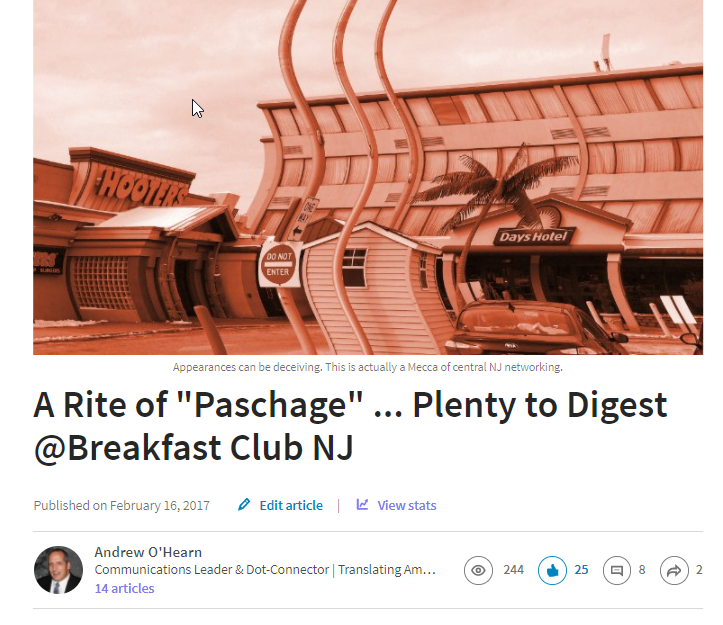 HOOTERS
DO NOT
ENTER
Days Hotel
Appearances can be deceiving. This is actually a Mecca of central NJ networking.
A Rite of "Paschage" ... Plenty to Digest
@Breakfast Club NJ
Published on February 16, 2017 Edit article | View stats
Andrew O'Hearn
Communications Leader & Dot-Connector | Translating Am… 244 25 8 2
14 articles